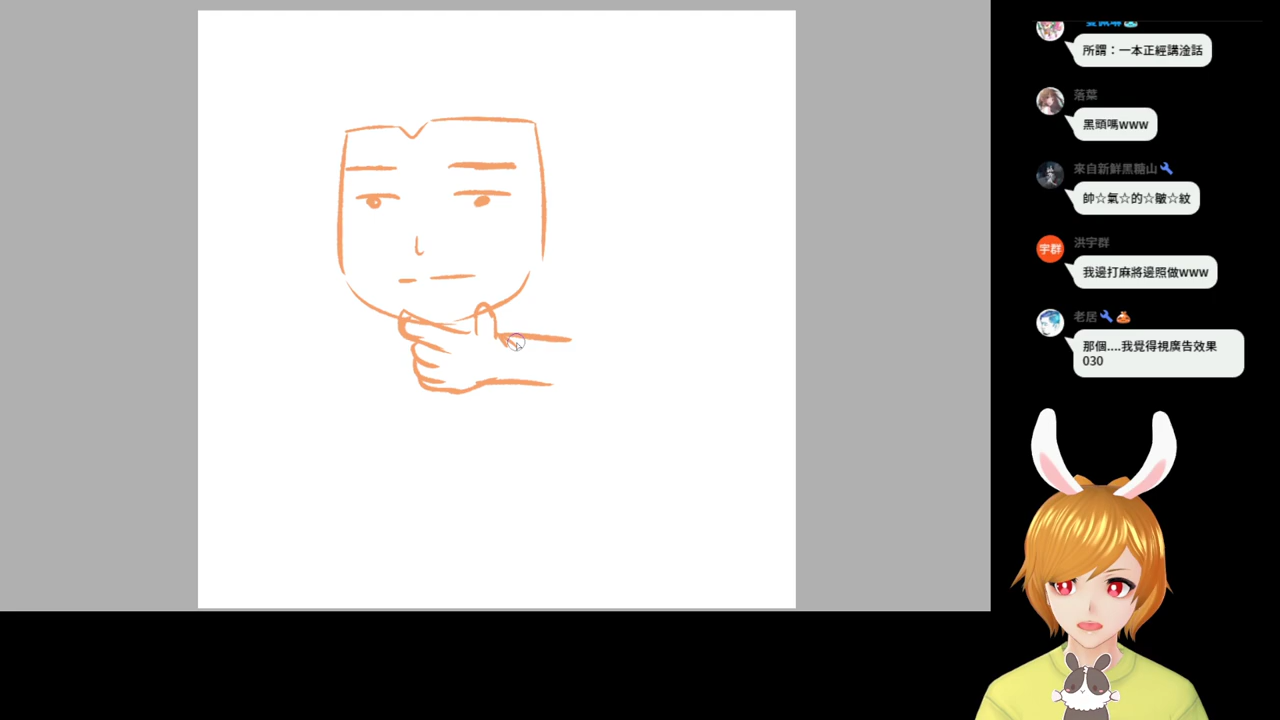 所謂：一本正經講淦話
落葉
黑頭嗎www
來自新鮮黑糖山
帥☆氣☆的☆皺☆紋
宇群
洪宇群
我邊打麻將邊照做www
老居
那個....我覺得視廣告效果
030